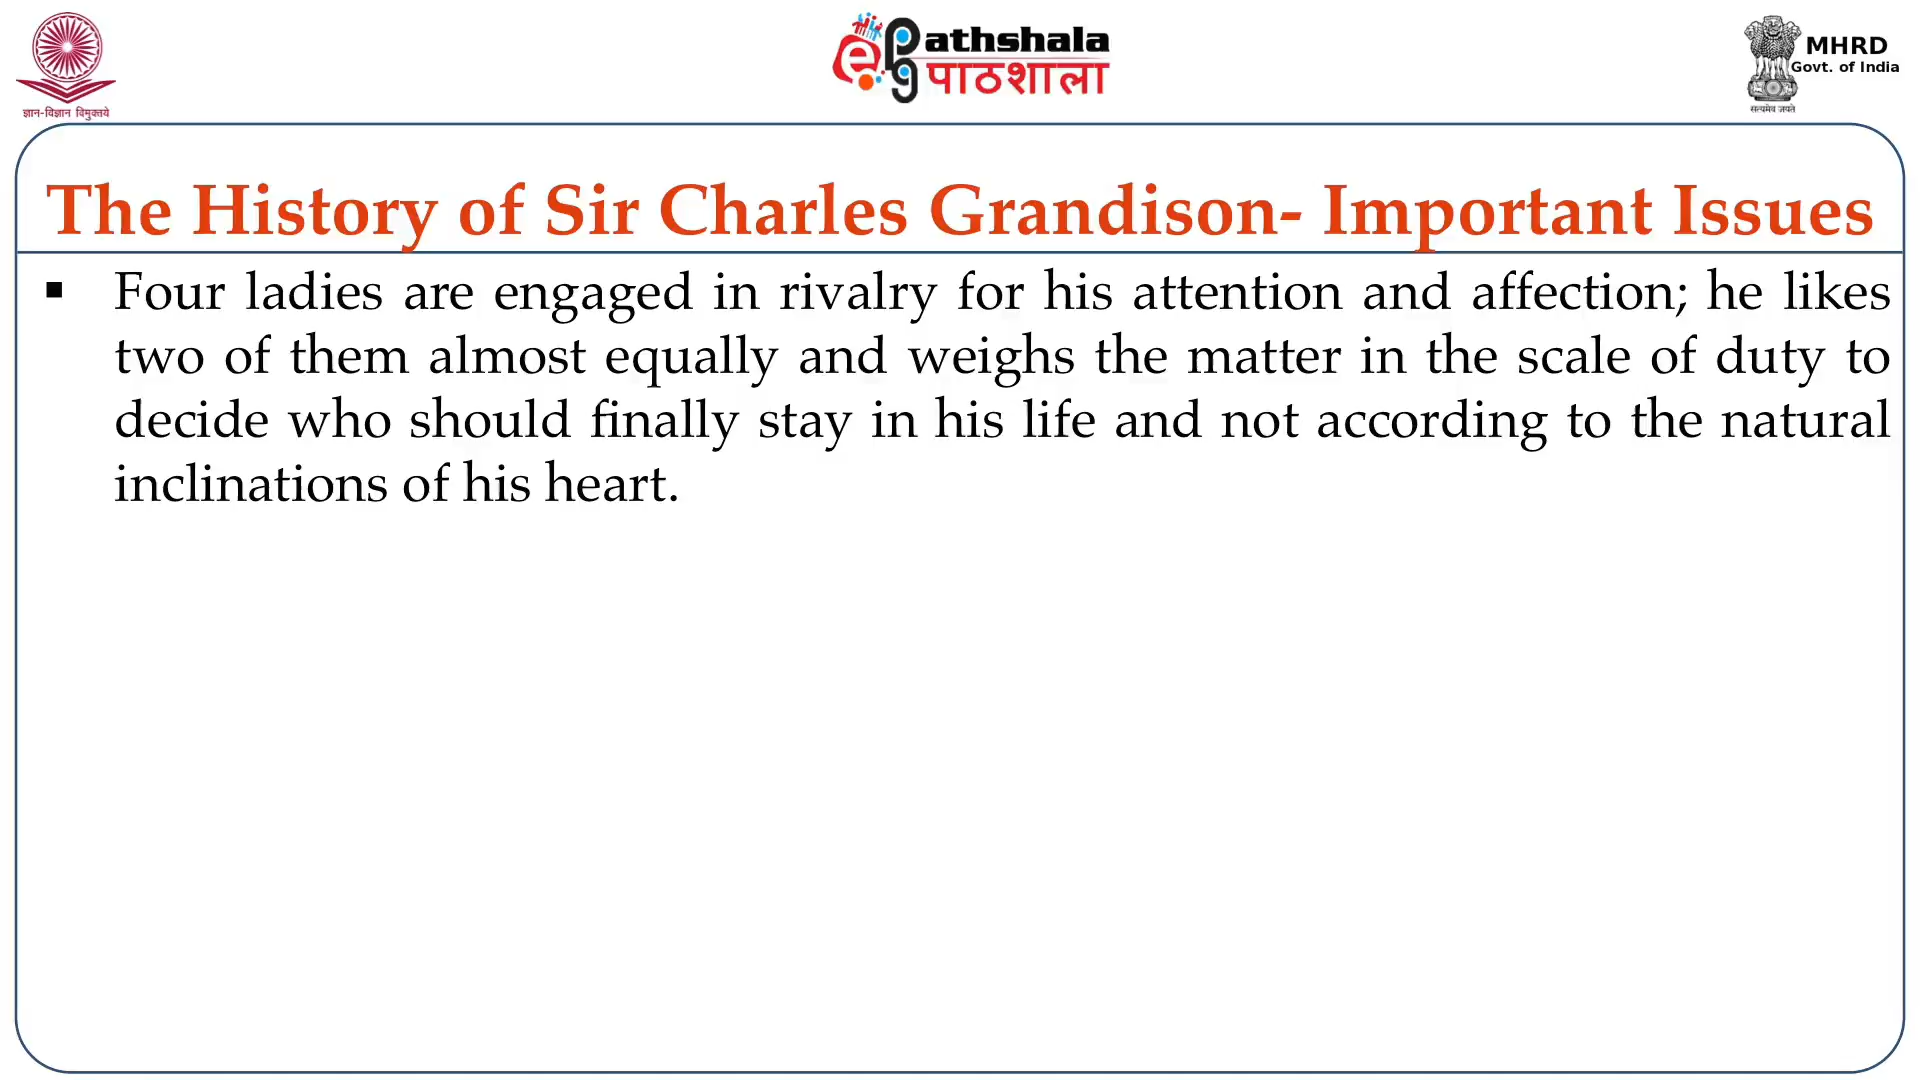 ज्ञान-विज्ञान विमुक्तये
ePG athshala
पाठशाला
MHRD
Govt. of India
सत्यमेव जयते
The History of Sir Charles Grandison- Important Issues
▪ Four ladies are engaged in rivalry for his attention and affection; he likes
two of them almost equally and weighs the matter in the scale of duty to
decide who should finally stay in his life and not according to the natural
inclinations of his heart.